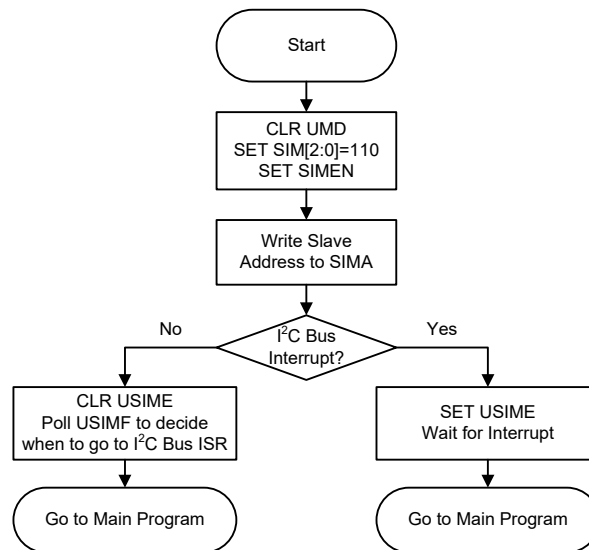 Start
CLR UMD
SET SIM[2:0]=110
SET SIMEN
Write Slave
Address to SIMA
No
I²C Bus
Interrupt?
Yes
CLR USIME
Poll USIMF to decide
when to go to I²C Bus ISR
SET USIME
Wait for Interrupt
Go to Main Program
Go to Main Program